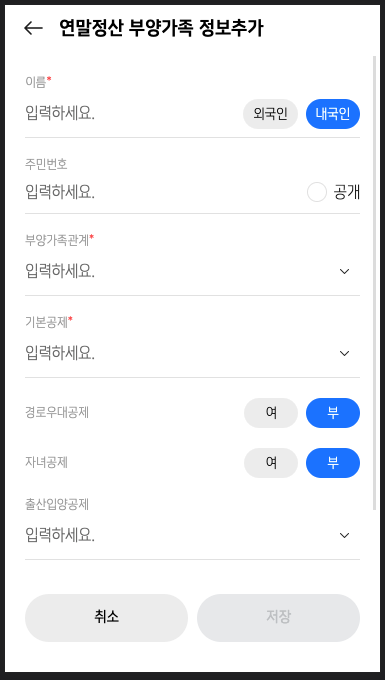 연말정산 부양가족 정보추가
이름*
입력하세요. 외국인 내국인
주민번호
입력하세요. 공개
부양가족관계*
입력하세요.
기본공제*
입력하세요.
경로우대공제 여 부
자녀공제 여 부
출산입양공제
입력하세요.
취소 저장